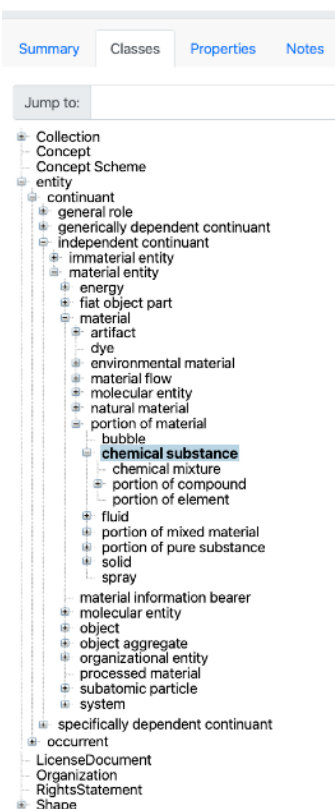 Summary Classes Properties Notes
Jump to:
Collection
Concept
Concept Scheme
entity
continuant
general role
generically dependent continuant
independent continuant
immaterial entity
material entity
energy
fiat object part
material
artifact
dye
environmental material
material flow
molecular entity
natural material
portion of material
bubble
chemical substance
chemical mixture
portion of compound
portion of element
fluid
portion of mixed material
portion of pure substance
solid
spray
material information bearer
molecular entity
object
object aggregate
organizational entity
processed material
subatomic particle
system
specifically dependent continuant
occurrent
LicenseDocument
Organization
RightsStatement
Shape